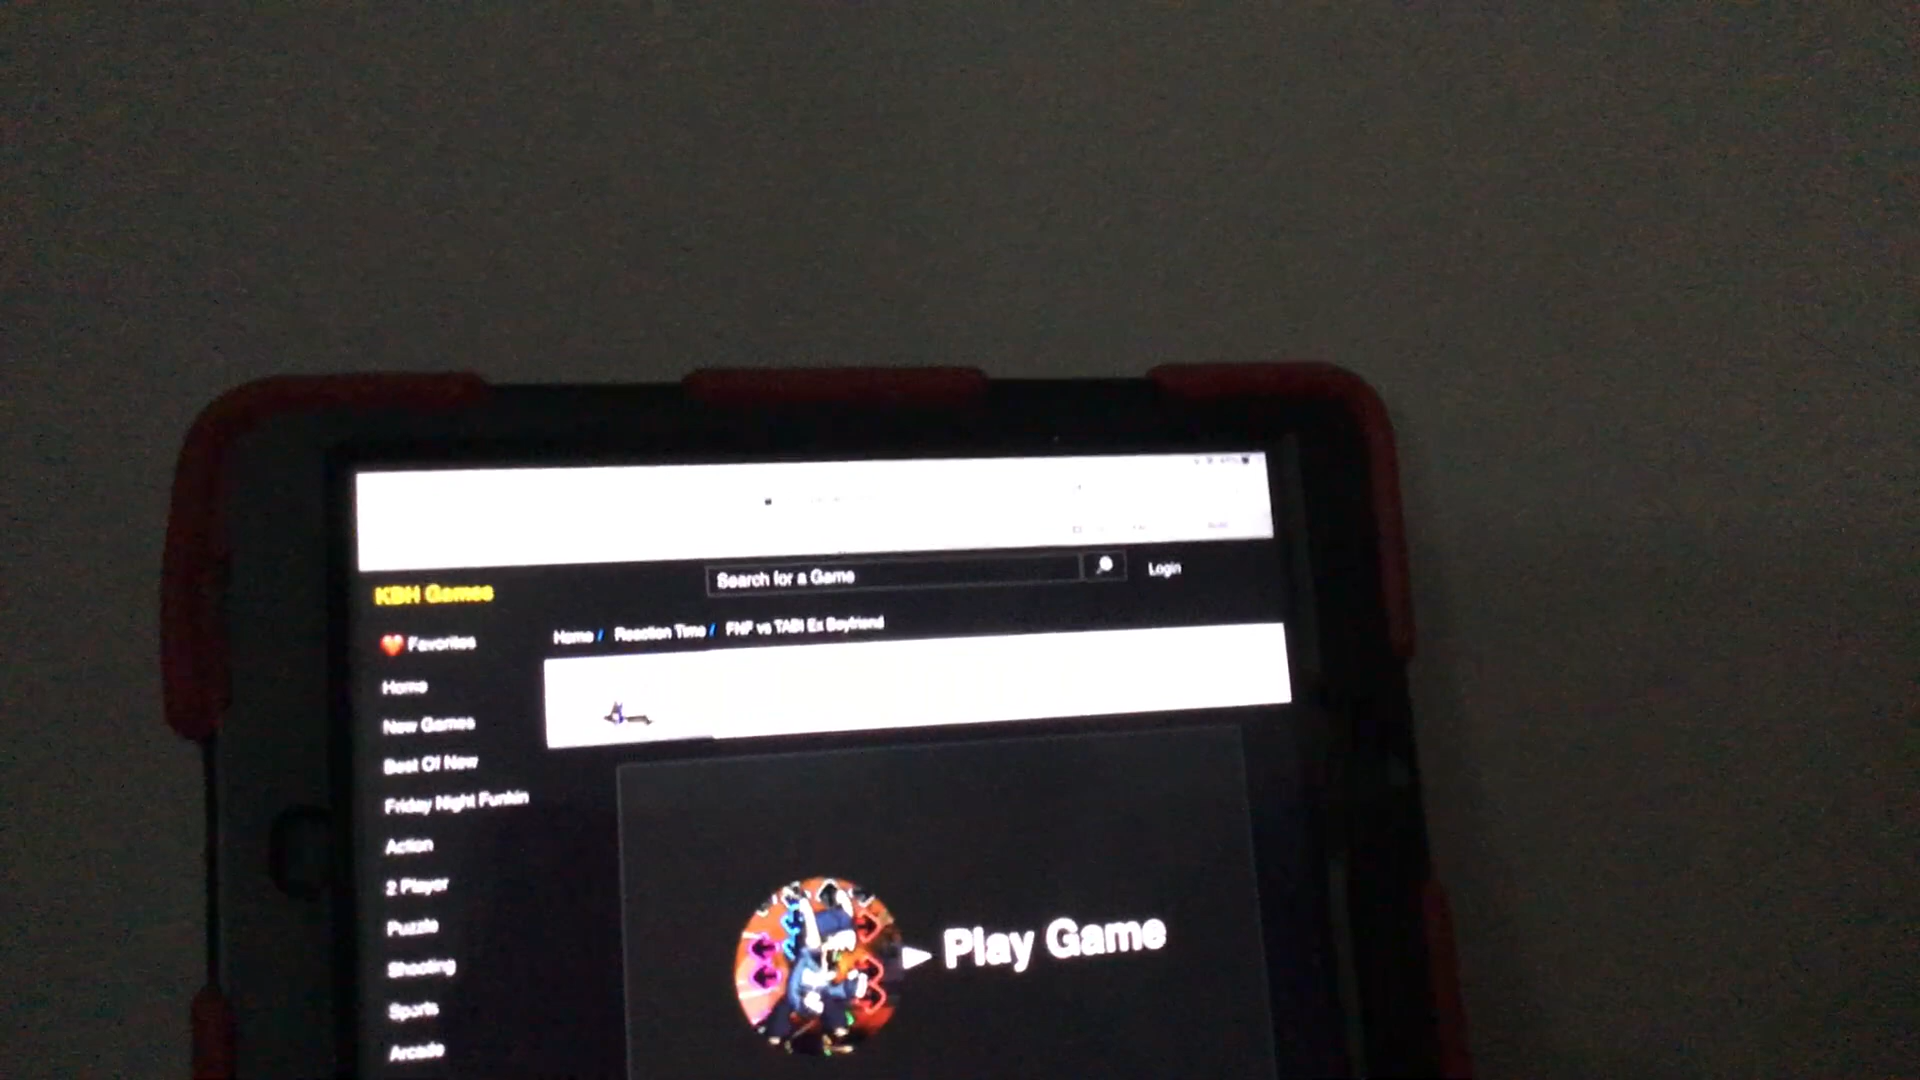 KBH Games
Search for a Game
Login
Favorites
Home / Reaction Time / FNF vs TABI Ex Boyfriend
Home
New Games
Best Of New
Friday Night Funkin
Action
2 Player
Puzzle
Shooting
Sports
Arcade
Play Game